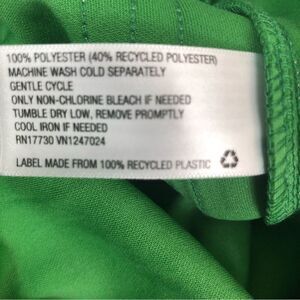 100% POLYESTER (40% RECYCLED POLYESTER)
MACHINE WASH COLD SEPARATELY
GENTLE CYCLE
ONLY NON-CHLORINE BLEACH IF NEEDED
TUMBLE DRY LOW, REMOVE PROMPTLY
COOL IRON IF NEEDED
RN17730 VN1247024
LABEL MADE FROM 100% RECYCLED PLASTIC